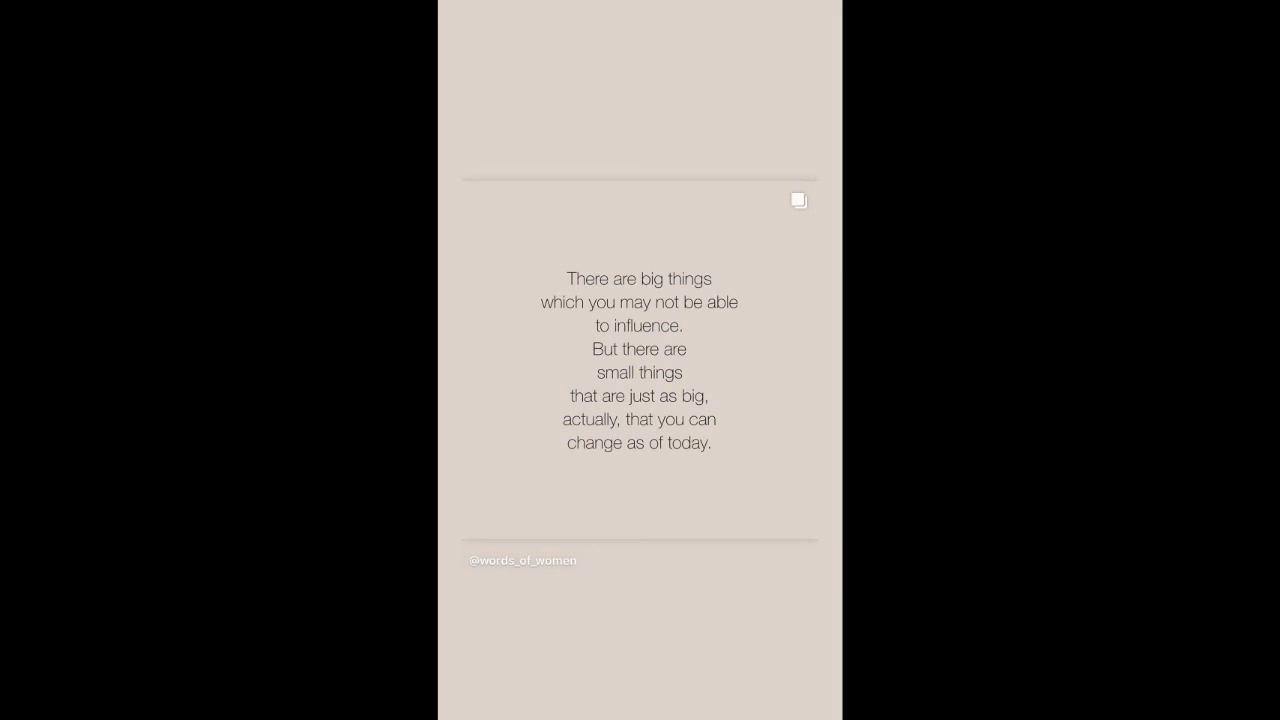 There are big things
which you may not be able
to influence.
But there are
small things
that are just as big,
actually, that you can
change as of today.
@words_of_women